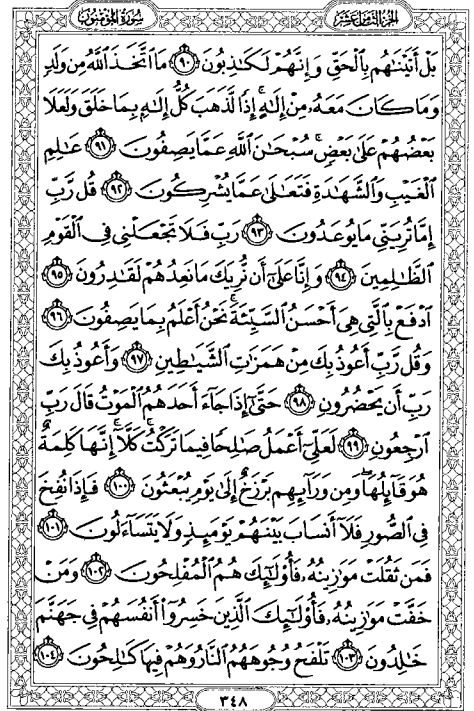 سُورَةُ المؤمنون الجزء الثامن عشر
بَلْ أَتَيْنَٰهُم بِٱلْحَقِّ وَإِنَّهُمْ لَكَٰذِبُونَ ﴿٩٠﴾ مَا ٱتَّخَذَ ٱللَّهُ مِن وَلَدٍ
وَمَا كَانَ مَعَهُۥ مِنْ إِلَٰهٍ ۚ إِذًا لَّذَهَبَ كُلُّ إِلَٰهٍۭ بِمَا خَلَقَ وَلَعَلَا
بَعْضُهُمْ عَلَىٰ بَعْضٍ ۚ سُبْحَٰنَ ٱللَّهِ عَمَّا يَصِفُونَ ﴿٩١﴾ عَٰلِمِ
ٱلْغَيْبِ وَٱلشَّهَٰدَةِ فَتَعَٰلَىٰ عَمَّا يُشْرِكُونَ ﴿٩٢﴾ قُل رَّبِّ
إِمَّا تُرِيَنِّى مَا يُوعَدُونَ ﴿٩٣﴾ رَبِّ فَلَا تَجْعَلْنِى فِى ٱلْقَوْمِ
ٱلظَّٰلِمِينَ ﴿٩٤﴾ وَإِنَّا عَلَىٰٓ أَن نُّرِيَكَ مَا نَعِدُهُمْ لَقَٰدِرُونَ ﴿٩٥﴾
ٱدْفَعْ بِٱلَّتِى هِىَ أَحْسَنُ ٱلسَّيِّئَةَ ۚ نَحْنُ أَعْلَمُ بِمَا يَصِفُونَ ﴿٩٦﴾
وَقُل رَّبِّ أَعُوذُ بِكَ مِنْ هَمَزَٰتِ ٱلشَّيَٰطِينِ ﴿٩٧﴾ وَأَعُوذُ بِكَ
رَبِّ أَن يَحْضُرُونِ ﴿٩٨﴾ حَتَّىٰٓ إِذَا جَآءَ أَحَدَهُمُ ٱلْمَوْتُ قَالَ رَبِّ
ٱرْجِعُونِ ﴿٩٩﴾ لَعَلِّىٓ أَعْمَلُ صَٰلِحًا فِيمَا تَرَكْتُ ۚ كَلَّآ ۚ إِنَّهَا كَلِمَةٌ
هُوَ قَآئِلُهَا ۖ وَمِن وَرَآئِهِم بَرْزَخٌ إِلَىٰ يَوْمِ يُبْعَثُونَ ﴿١٠٠﴾ فَإِذَا نُفِخَ
فِى ٱلصُّورِ فَلَآ أَنسَابَ بَيْنَهُمْ يَوْمَئِذٍ وَلَا يَتَسَآءَلُونَ ﴿١٠١﴾
فَمَن ثَقُلَتْ مَوَٰزِينُهُۥ فَأُو۟لَٰٓئِكَ هُمُ ٱلْمُفْلِحُونَ ﴿١٠٢﴾ وَمَنْ
خَفَّتْ مَوَٰزِينُهُۥ فَأُو۟لَٰٓئِكَ ٱلَّذِينَ خَسِرُوٓا۟ أَنفُسَهُمْ فِى جَهَنَّمَ
خَٰلِدُونَ ﴿١٠٣﴾ تَلْفَحُ وُجُوهَهُمُ ٱلنَّارُ وَهُمْ فِيهَا كَٰلِحُونَ ﴿١٠٤﴾
٣٤٨